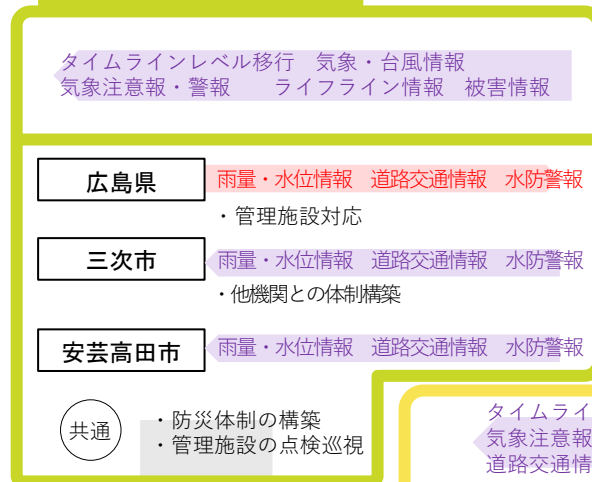 タイムラインレベル移行　気象・台風情報
気象注意報・警報　　ライフライン情報　被害情報
広島県
雨量・水位情報　道路交通情報　水防警報
・管理施設対応
三次市
雨量・水位情報　道路交通情報　水防警報
・他機関との体制構築
安芸高田市
雨量・水位情報　道路交通情報　水防警報
共通
・防災体制の構築
・管理施設の点検巡視
タイムライ
気象注意報
道路交通情